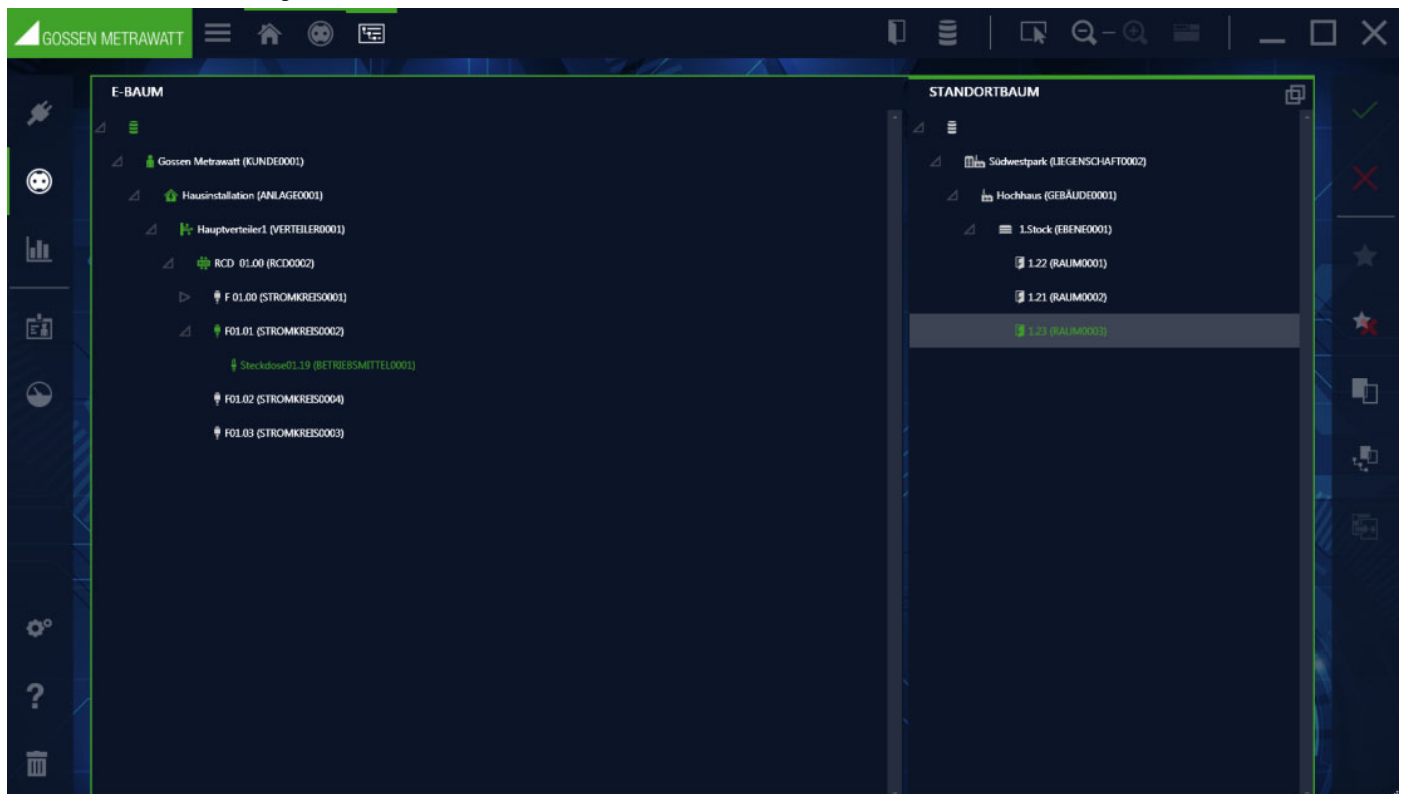 GOSSEN METRAWATT
E-BAUM
Gossen Metrawatt (KUNDE0001)
Hausinstallation (ANLAGE0001)
Hauptverteiler1 (VERTEILER0001)
RCD 01.00 (RCD0002)
F 01.00 (STROMKREIS0001)
F01.01 (STROMKREIS0002)
Steckdose01.19 (BETRIEBSMITTEL0001)
F01.02 (STROMKREIS0004)
F01.03 (STROMKREIS0003)
STANDORTBAUM
Südwestpark (LIEGENSCHAFT0002)
Hochhaus (GEBÄUDE0001)
1.Stock (EBENE0001)
1.22 (RAUM0001)
1.21 (RAUM0002)
1.23 (RAUM0003)